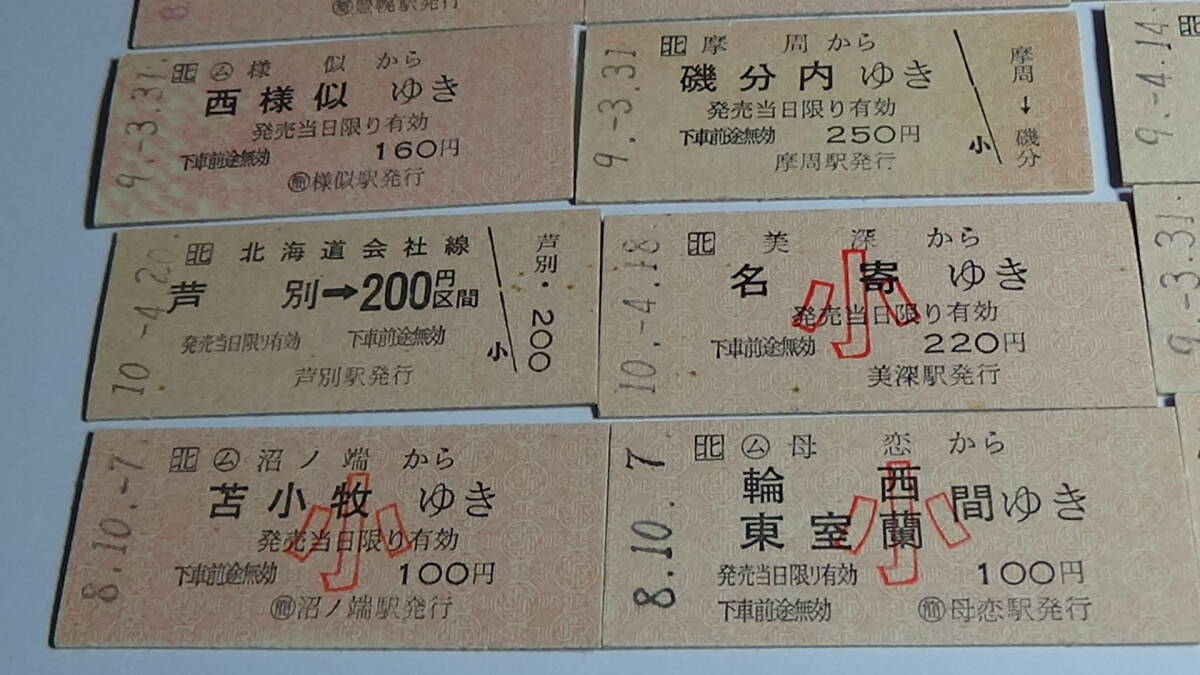 ㊢豊幌駅発行
9.-3.31
北 ㋰ 様似から
西様似 ゆき
発売当日限り有効
下車前途無効 160円
㊢様似駅発行
9.-3.31
北 摩周から
磯分内 ゆき
発売当日限り有効
下車前途無効 250円
摩周駅発行
小
摩周→磯分
9.-4.14
北
10.-4.2
北 北海道会社線
芦別➡200円区間
発売当日限り有効 下車前途無効
芦別駅発行
小
芦別・200
10.-4.18
北 美深から
名寄 ゆき
小
発売当日限り有効
下車前途無効 220円
美深駅発行
9.-3.31
8.10.-7
北 ㋰ 沼ノ端 から
苫小牧 ゆき
小
発売当日限り有効
下車前途無効 100円
沼ノ端駅発行
8.10.7
北 ㋰ 母恋から
輪西
東室蘭 間ゆき
小
発売当日限り有効 100円
下車前途無効
母恋駅発行